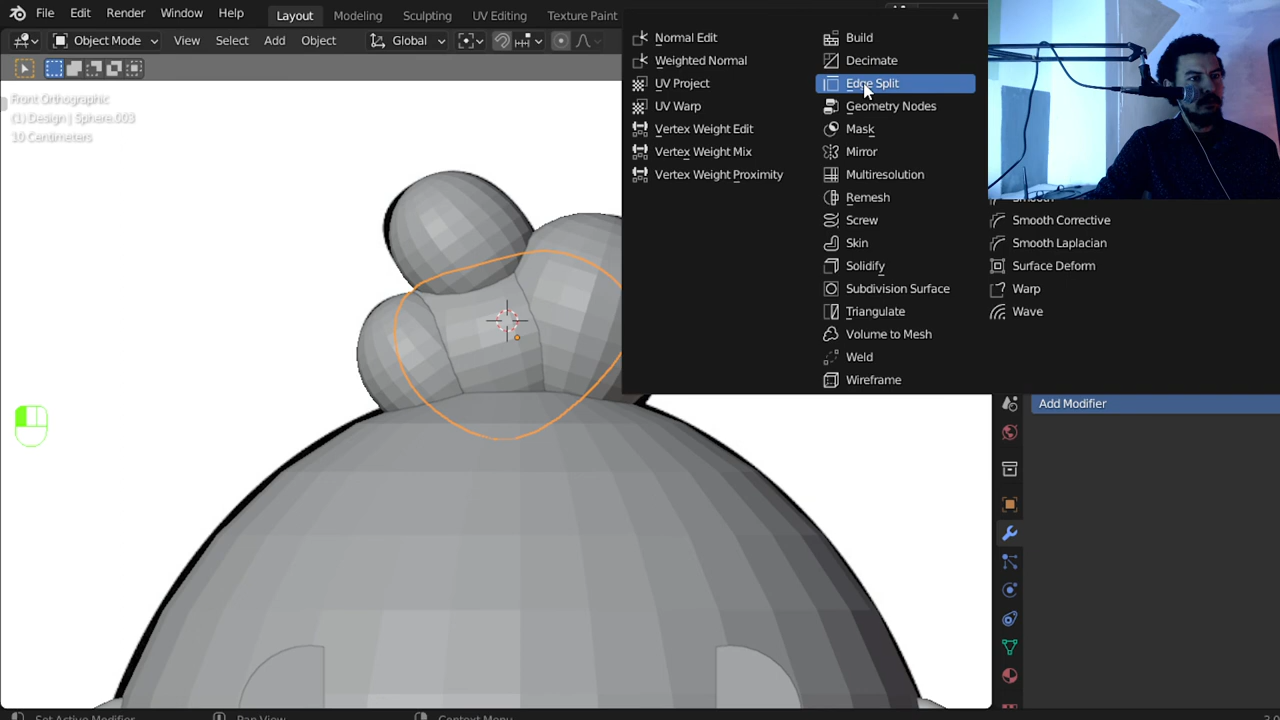 File Edit Render Window Help Layout Modeling Sculpting UV Editing Texture Paint
Object Mode View Select Add Object Global
Front Orthographic
(1) Design | Sphere.003
10 Centimeters
Normal Edit
Weighted Normal
UV Project
UV Warp
Vertex Weight Edit
Vertex Weight Mix
Vertex Weight Proximity
Build
Decimate
Edge Split
Geometry Nodes
Mask
Mirror
Multiresolution
Remesh
Screw
Skin
Solidify
Subdivision Surface
Triangulate
Volume to Mesh
Weld
Wireframe
Smooth
Smooth Corrective
Smooth Laplacian
Surface Deform
Warp
Wave
Add Modifier
Set Active Modifier Pan View Context Menu